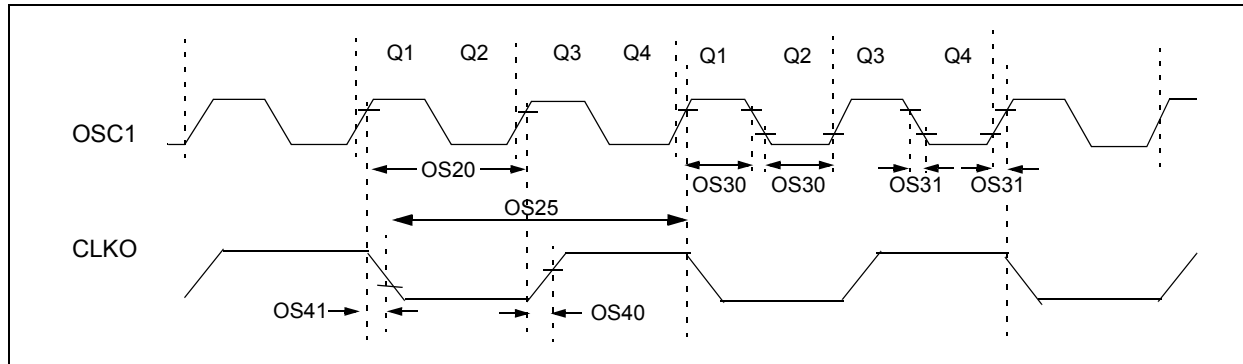 Q1 Q2 Q3 Q4 Q1 Q2 Q3 Q4
OSC1
OS20 OS30 OS30 OS31 OS31
OS25
CLKO
OS41 OS40